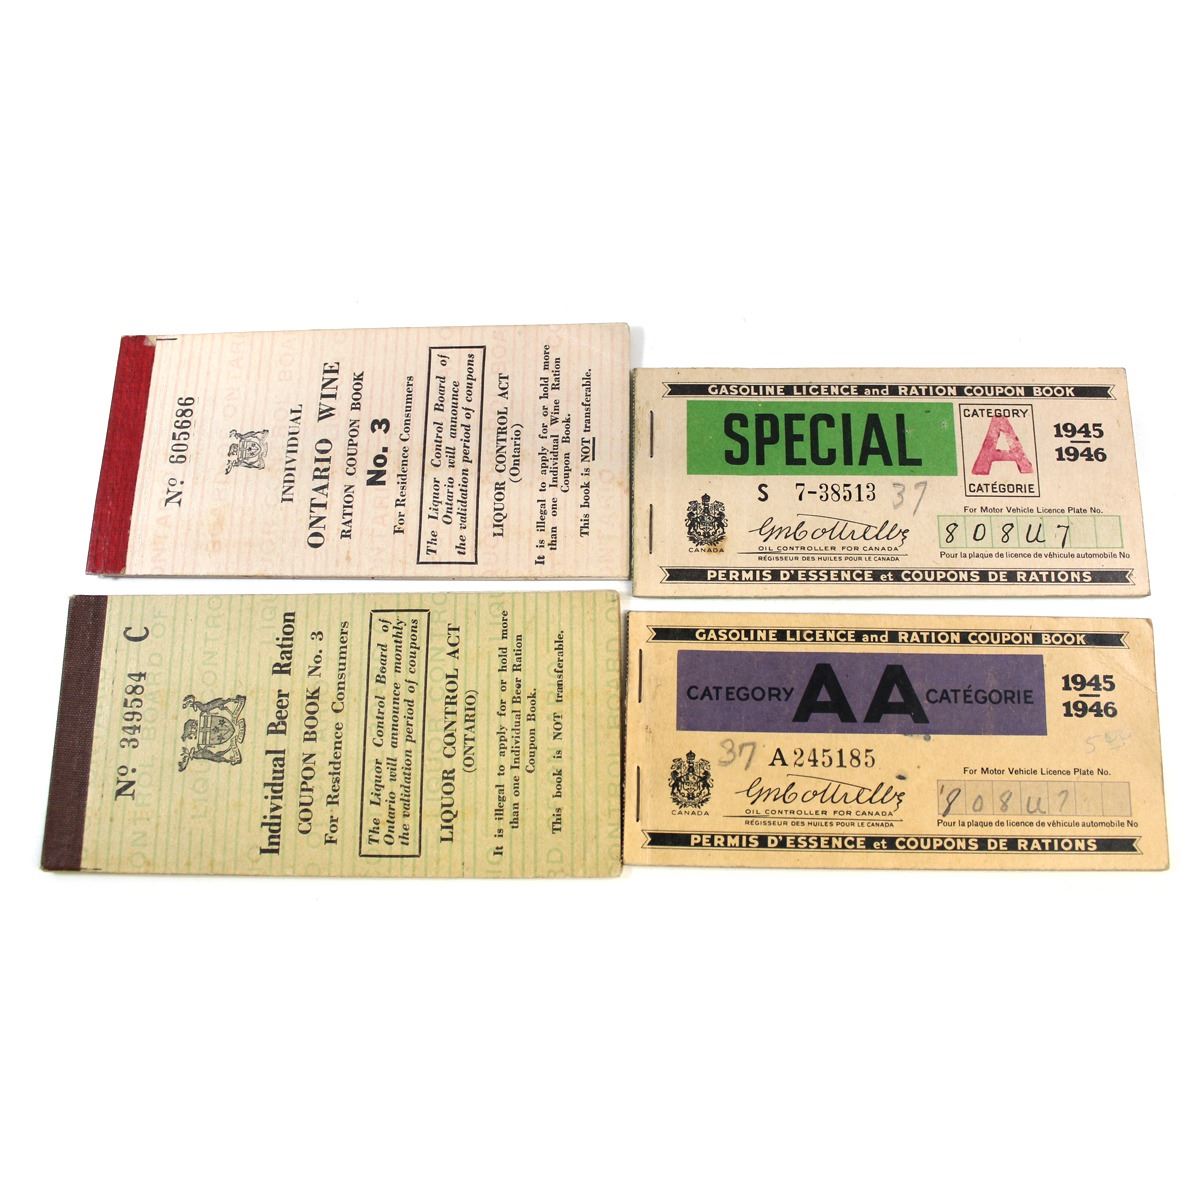 Nº 605686
INDIVIDUAL
ONTARIO WINE
RATION COUPON BOOK
No. 3
For Residence Consumers
The Liquor Control Board of
Ontario will announce
the validation period of coupons
LIQUOR CONTROL ACT
(Ontario)
It is illegal to apply for or hold more
than one Individual Wine Ration
Coupon Book.
This book is NOT transferable.
GASOLINE LICENCE and RATION COUPON BOOK
SPECIAL
CATEGORY
A
CATÉGORIE
1945
1946
S 7-38513
37
For Motor Vehicle Licence Plate No.
808U7
Pour la plaque de licence de véhicule automobile No
CANADA
GMCottrelle
OIL CONTROLLER FOR CANADA
RÉGISSEUR DES HUILES POUR LE CANADA
PERMIS D'ESSENCE et COUPONS DE RATIONS
Nº 349584 C
Individual Beer Ration
COUPON BOOK No. 3
For Residence Consumers
The Liquor Control Board of
Ontario will announce monthly
the validation period of coupons
LIQUOR CONTROL ACT
(ONTARIO)
It is illegal to apply for or hold more
than one Individual Beer Ration
Coupon Book.
This book is NOT transferable.
GASOLINE LICENCE and RATION COUPON BOOK
CATEGORY AA CATÉGORIE
1945
1946
37
A 245185
For Motor Vehicle Licence Plate No.
808U7
Pour la plaque de licence de véhicule automobile No
CANADA
GMCottrelle
OIL CONTROLLER FOR CANADA
RÉGISSEUR DES HUILES POUR LE CANADA
PERMIS D'ESSENCE et COUPONS DE RATIONS